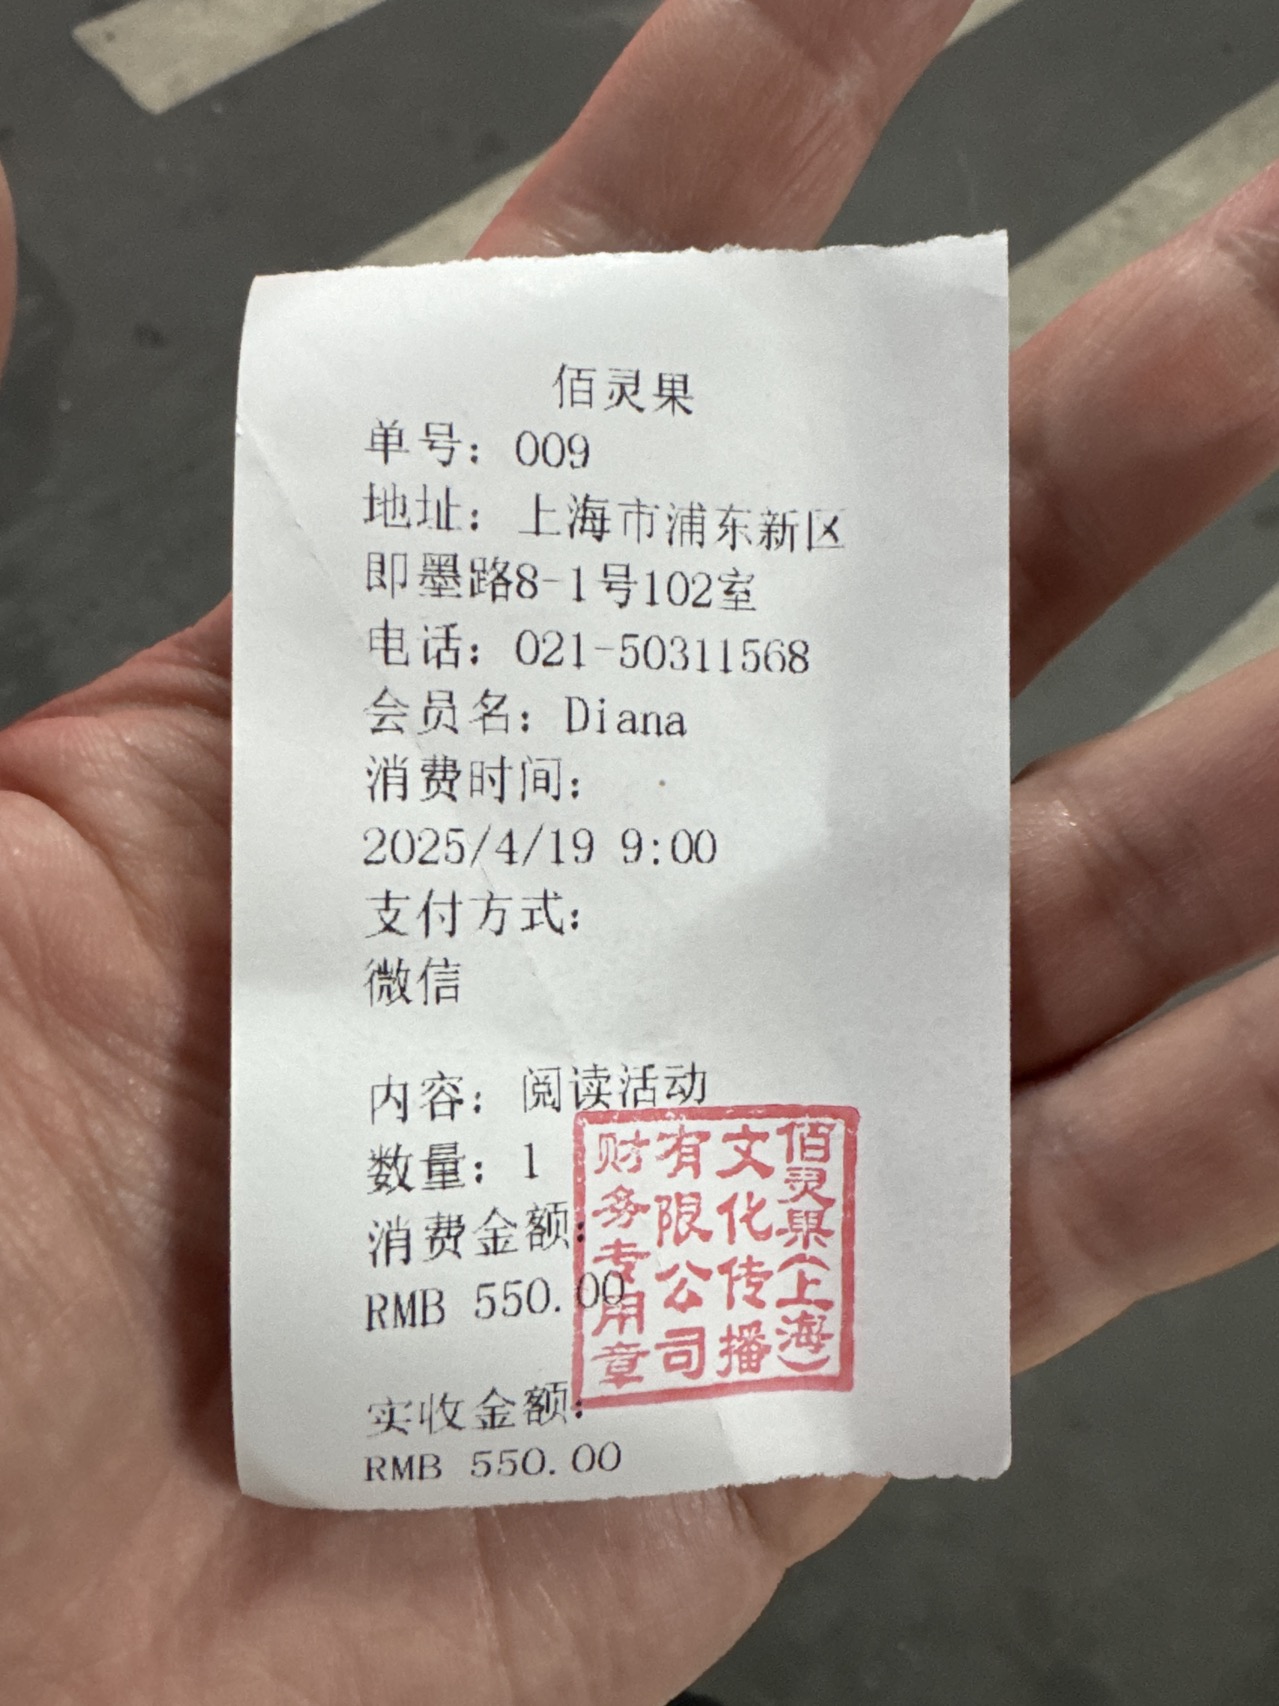 佰灵果
单号：009
地址：上海市浦东新区
即墨路8-1号102室
电话：021-50311568
会员名：Diana
消费时间：
2025/4/19 9:00
支付方式：
微信
内容：阅读活动
数量：1
消费金额：
RMB 550.00
实收金额：
RMB 550.00
佰灵果（上海）
文化传播
有限公司
财务专用章